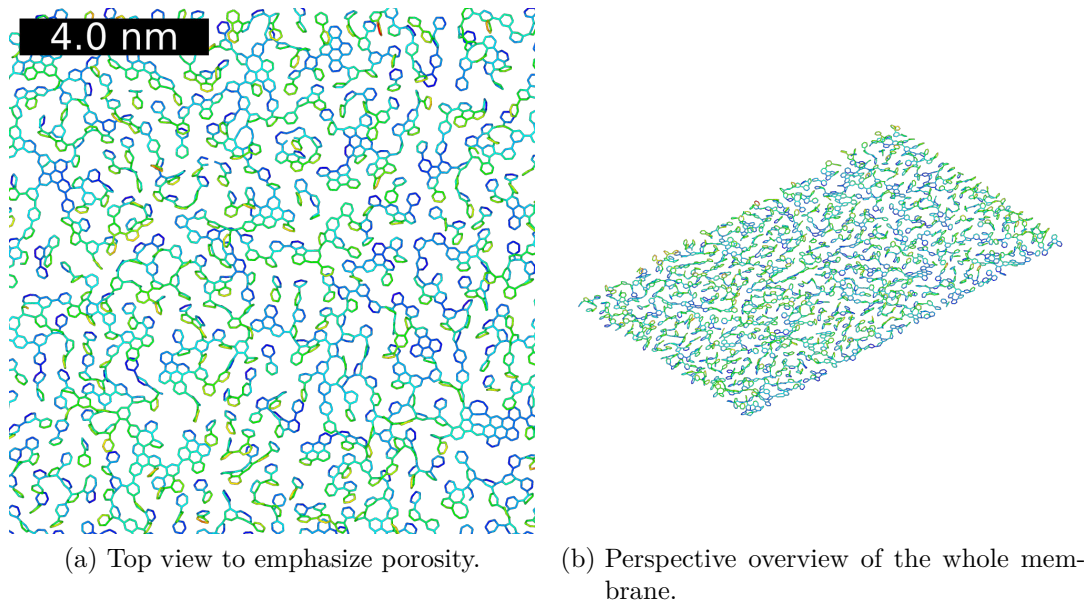 4.0 nm
(a) Top view to emphasize porosity.
(b) Perspective overview of the whole mem-
brane.